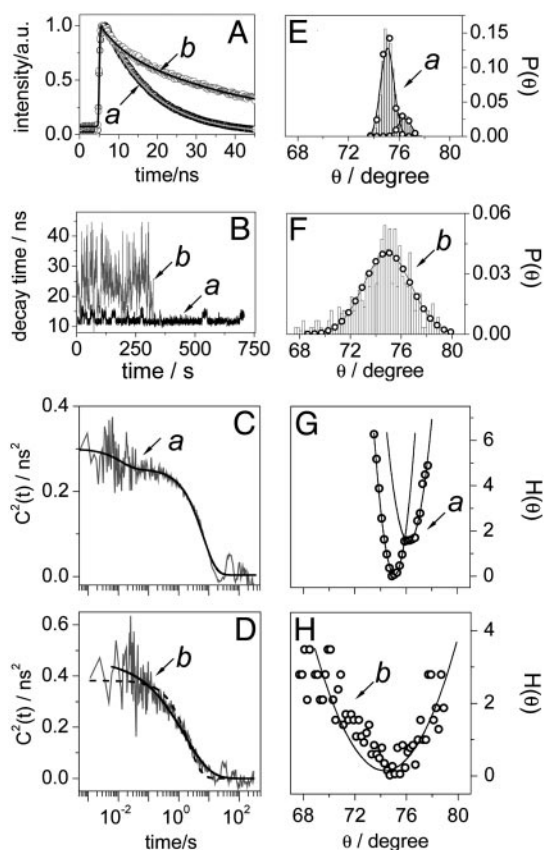 A
intensity/a.u.
1.0
0.5
0.0
b
a
0 10 20 30 40
time/ns
E
P(θ)
0.15
0.10
0.05
0.00
a
68 72 76 80
θ / degree
B
decay time / ns
40
30
20
10
b
a
0 250 500 750
time / s
F
P(θ)
0.06
0.03
0.00
b
68 72 76 80
C
C²(t) / ns²
0.4
0.2
0.0
a
G
H(θ)
6
4
2
0
a
68 72 76 80
D
C²(t) / ns²
0.6
0.4
0.2
0.0
b
10⁻² 10⁰ 10²
time/s
H
H(θ)
4
2
0
b
68 72 76 80
θ / degree